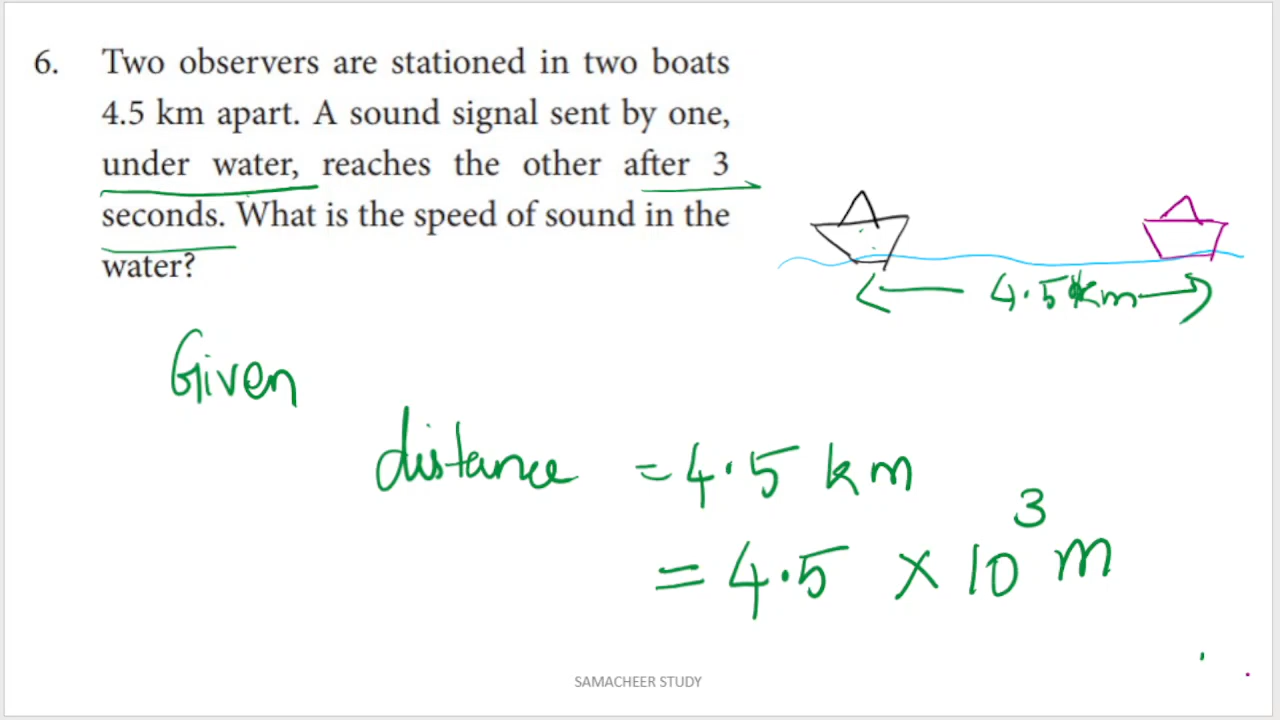 6. Two observers are stationed in two boats
4.5 km apart. A sound signal sent by one,
under water, reaches the other after 3
seconds. What is the speed of sound in the
water?
4.5km
Given
distance = 4.5 km
= 4.5 × 10³ m
SAMACHEER STUDY